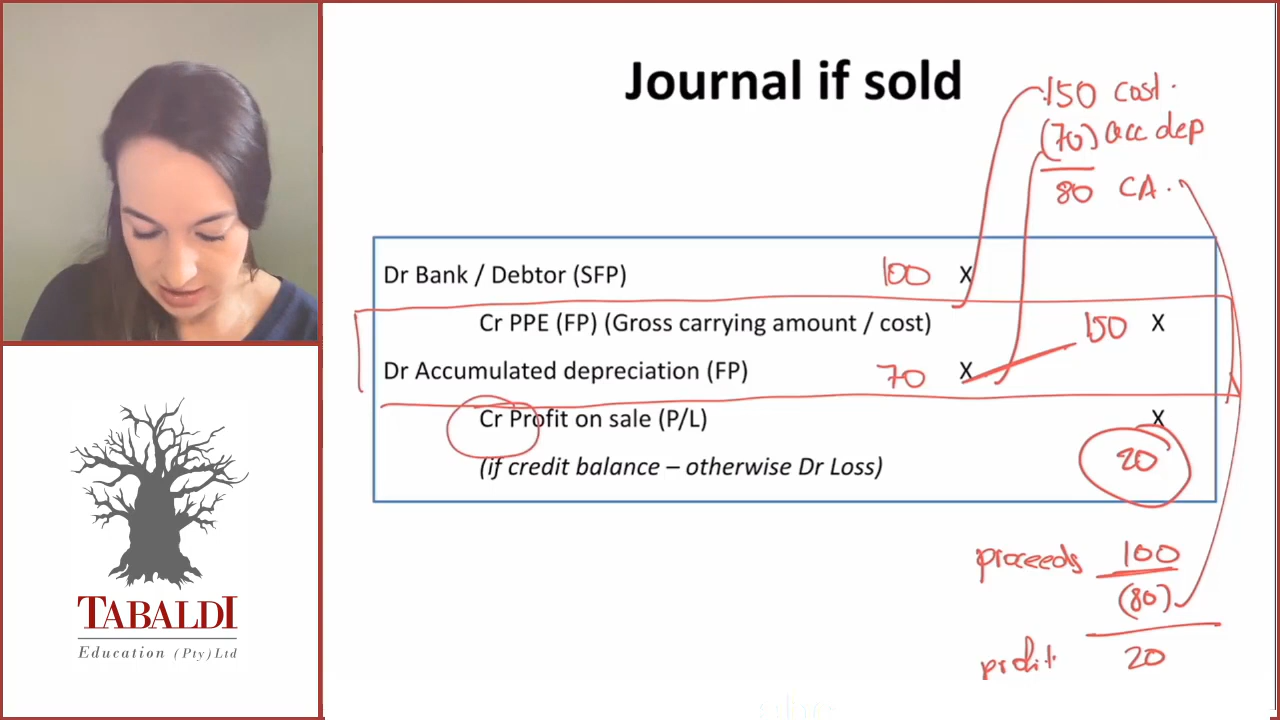 Journal if sold
150 cost.
(70) acc dep
80 CA.
Dr Bank / Debtor (SFP) 100 X
Cr PPE (FP) (Gross carrying amount / cost) 150 X
Dr Accumulated depreciation (FP) 70 X
Cr Profit on sale (P/L) X
(if credit balance – otherwise Dr Loss) 20
proceeds 100
(80)
profit 20
TABALDI
Education (Pty) Ltd